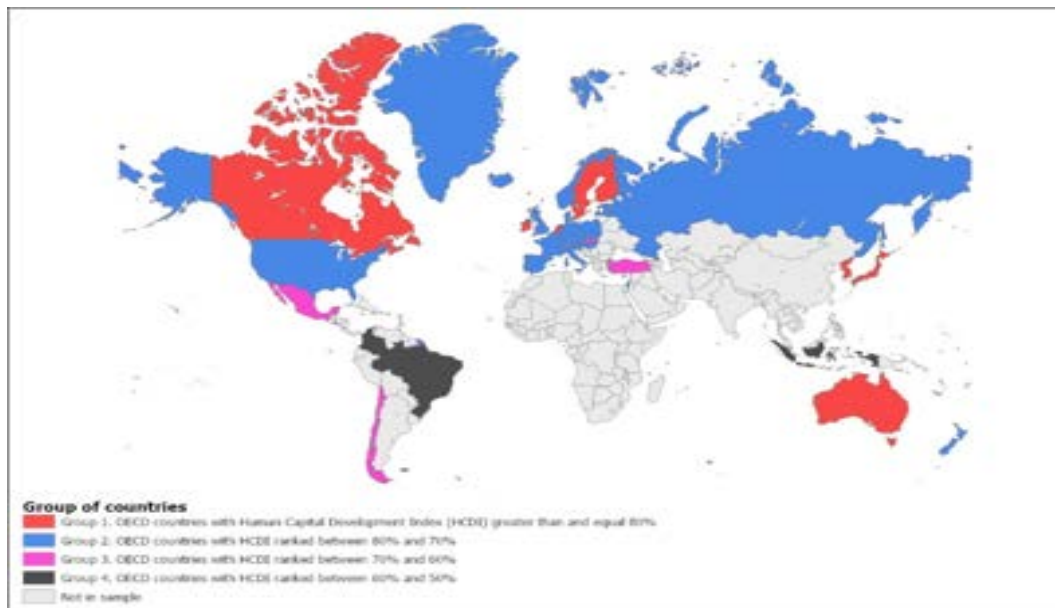 Group of countries
Group 1. OECD countries with Human Capital Development Index (HCDI) greater than and equal 80%
Group 2. OECD countries with HCDI ranked between 80% and 70%
Group 3. OECD countries with HCDI ranked between 70% and 60%
Group 4. OECD countries with HCDI ranked between 60% and 50%
Not in sample